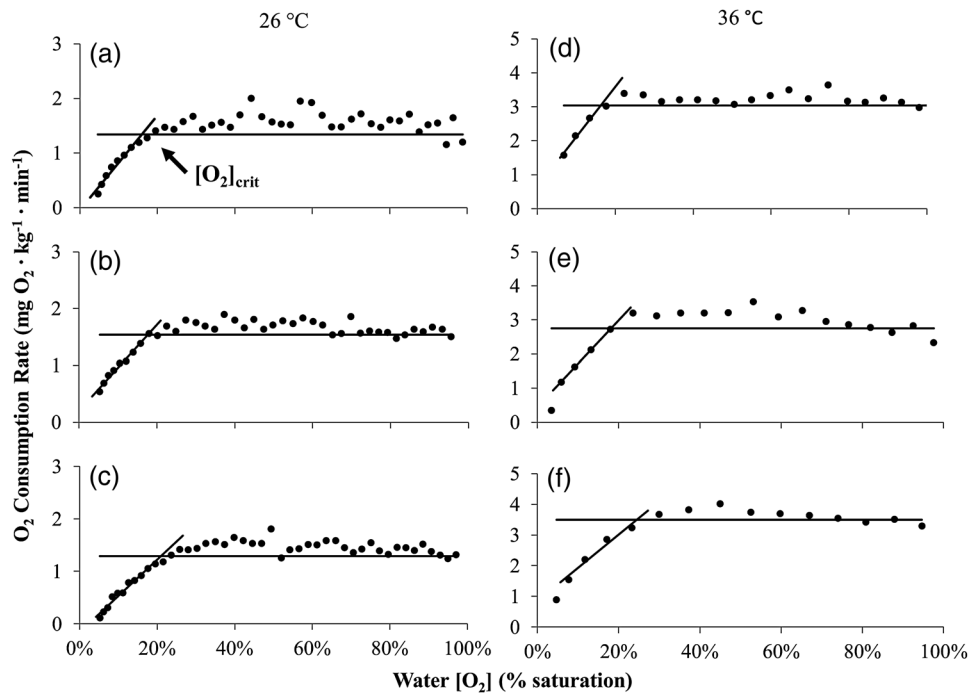 26 °C
36 °C
(a)
3
2
1
0
[O₂]crit
(d)
5
4
3
2
1
0
(b)
3
2
1
0
(e)
5
4
3
2
1
0
(c)
3
2
1
0
0% 20% 40% 60% 80% 100%
(f)
5
4
3
2
1
0
0% 20% 40% 60% 80% 100%
O₂ Consumption Rate (mg O₂ · kg⁻¹ · min⁻¹)
Water [O₂] (% saturation)